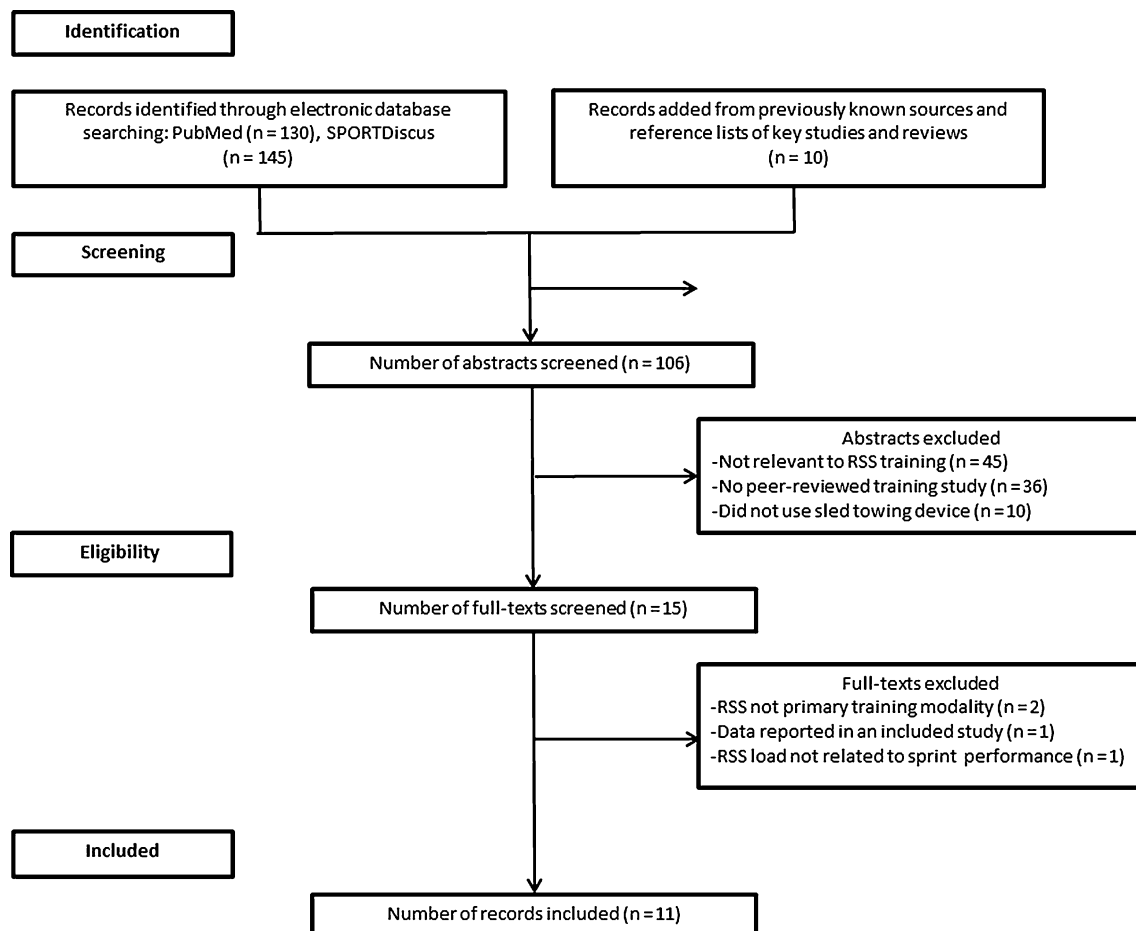 Identification
Records identified through electronic database
searching: PubMed (n = 130), SPORTDiscus
(n = 145)
Records added from previously known sources and
reference lists of key studies and reviews
(n = 10)
Screening
Number of abstracts screened (n = 106)
Abstracts excluded
-Not relevant to RSS training (n = 45)
-No peer-reviewed training study (n = 36)
-Did not use sled towing device (n = 10)
Eligibility
Number of full-texts screened (n = 15)
Full-texts excluded
-RSS not primary training modality (n = 2)
-Data reported in an included study (n = 1)
-RSS load not related to sprint performance (n = 1)
Included
Number of records included (n = 11)